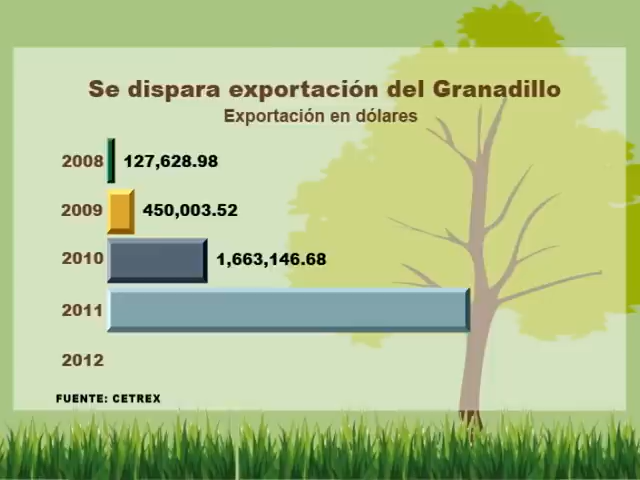 Se dispara exportación del Granadillo
Exportación en dólares
2008 127,628.98
2009 450,003.52
2010 1,663,146.68
2011
2012
FUENTE: CETREX